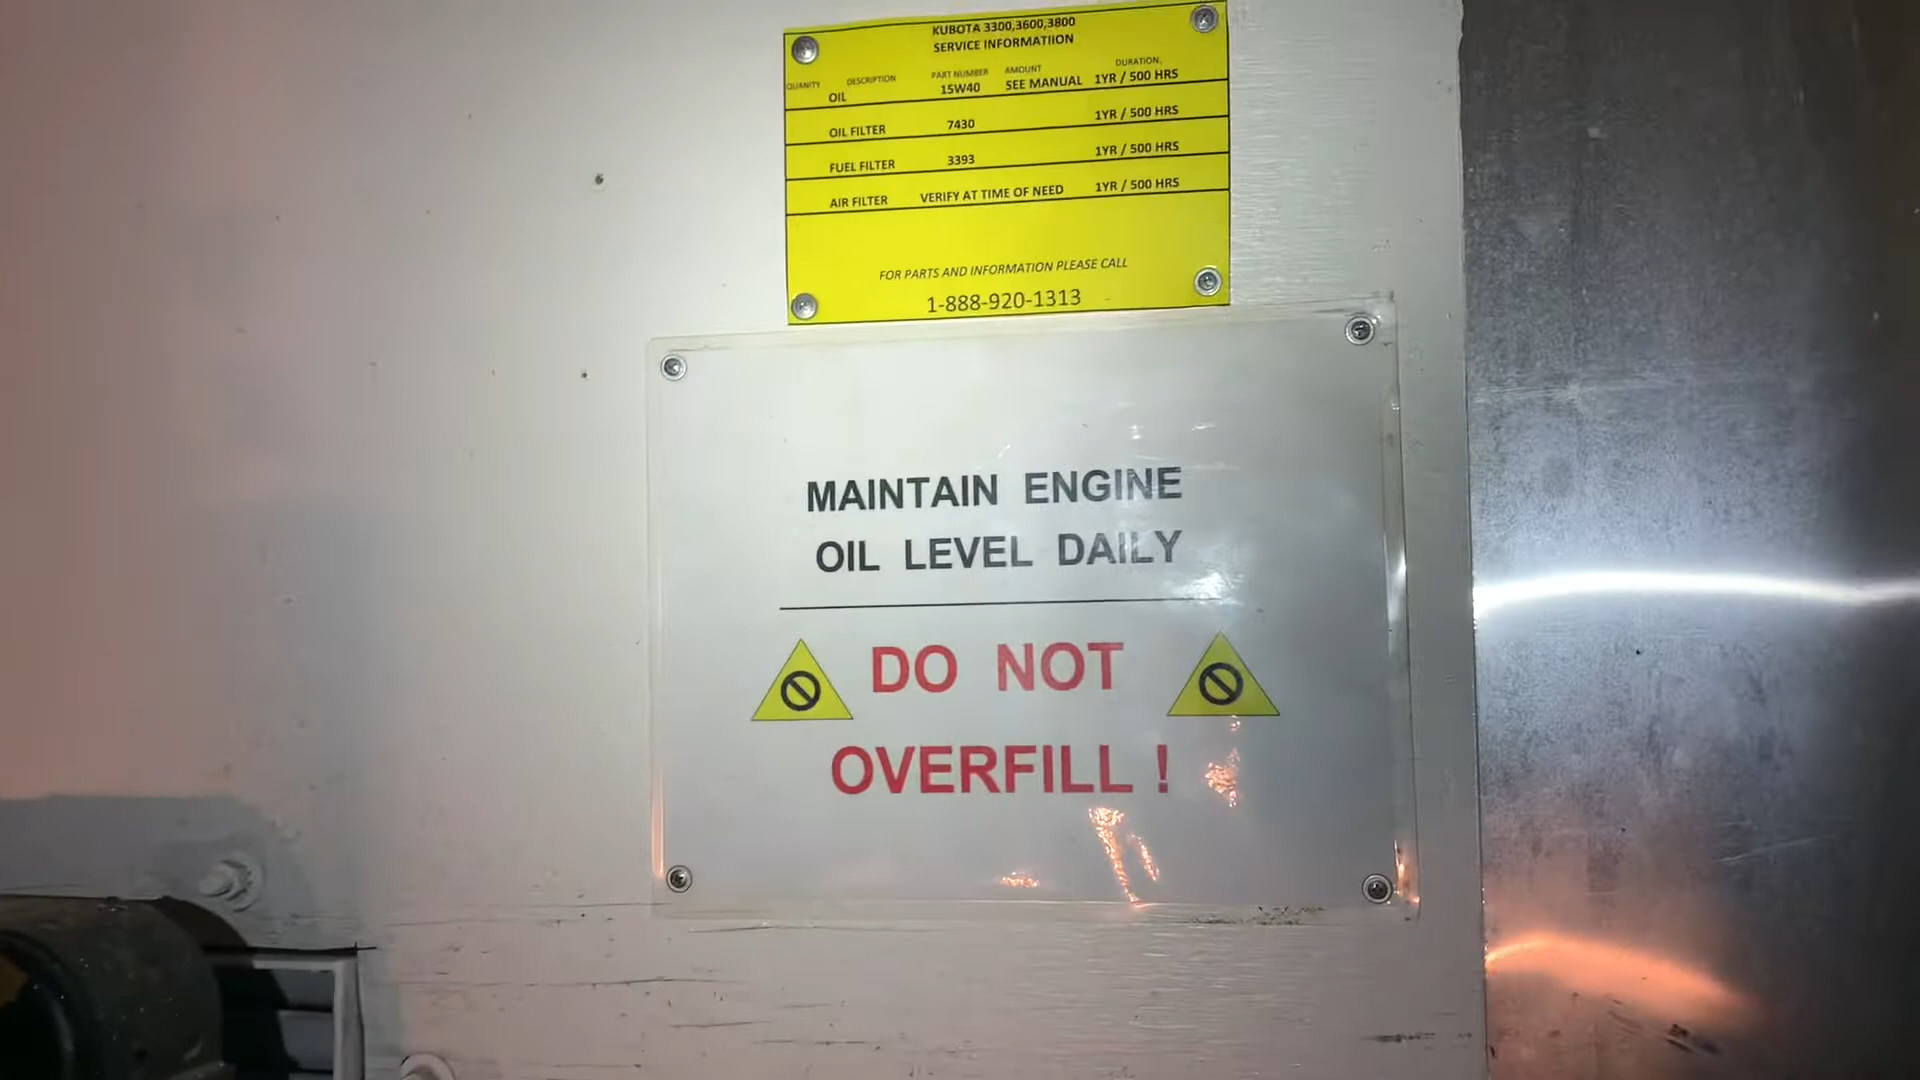 KUBOTA 3300,3600,3800
SERVICE INFORMATIION
QUANITY DESCRIPTION PART NUMBER AMOUNT DURATION,
OIL 15W40 SEE MANUAL 1YR / 500 HRS
OIL FILTER 7430 1YR / 500 HRS
FUEL FILTER 3393 1YR / 500 HRS
AIR FILTER VERIFY AT TIME OF NEED 1YR / 500 HRS
FOR PARTS AND INFORMATION PLEASE CALL
1-888-920-1313
MAINTAIN ENGINE
OIL LEVEL DAILY
DO NOT
OVERFILL !